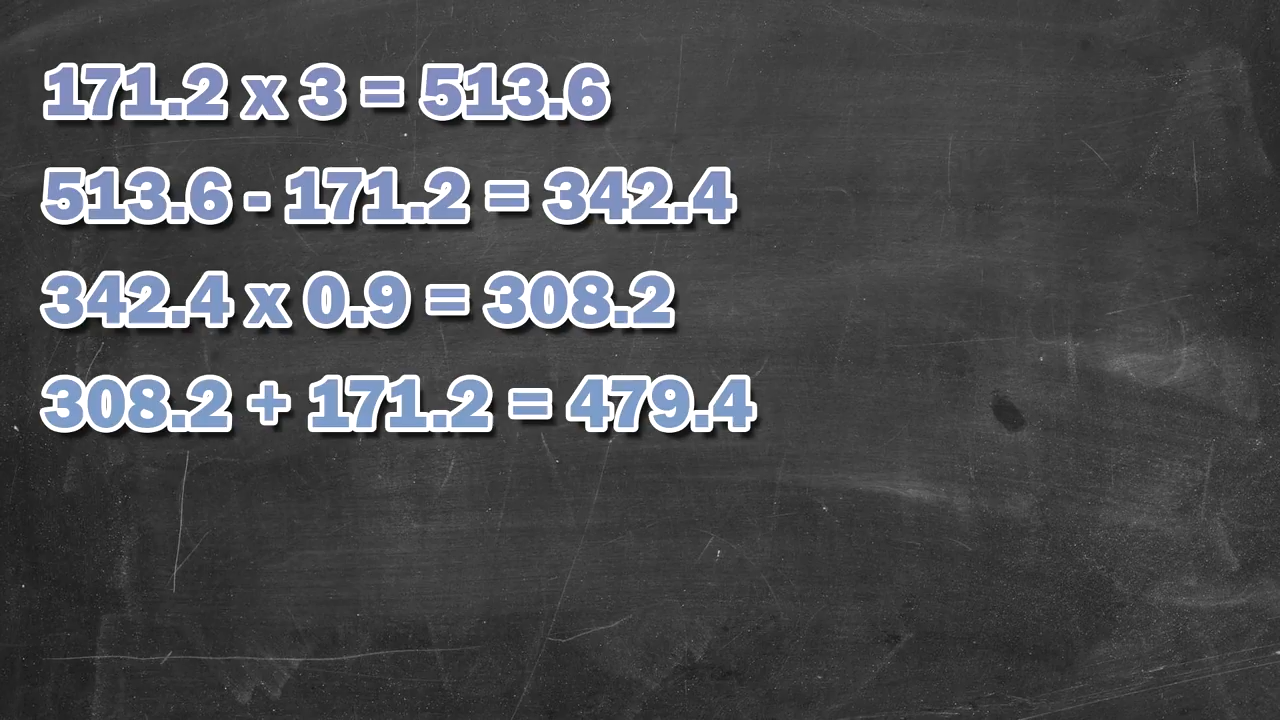 171.2 x 3 = 513.6
513.6 - 171.2 = 342.4
342.4 x 0.9 = 308.2
308.2 + 171.2 = 479.4